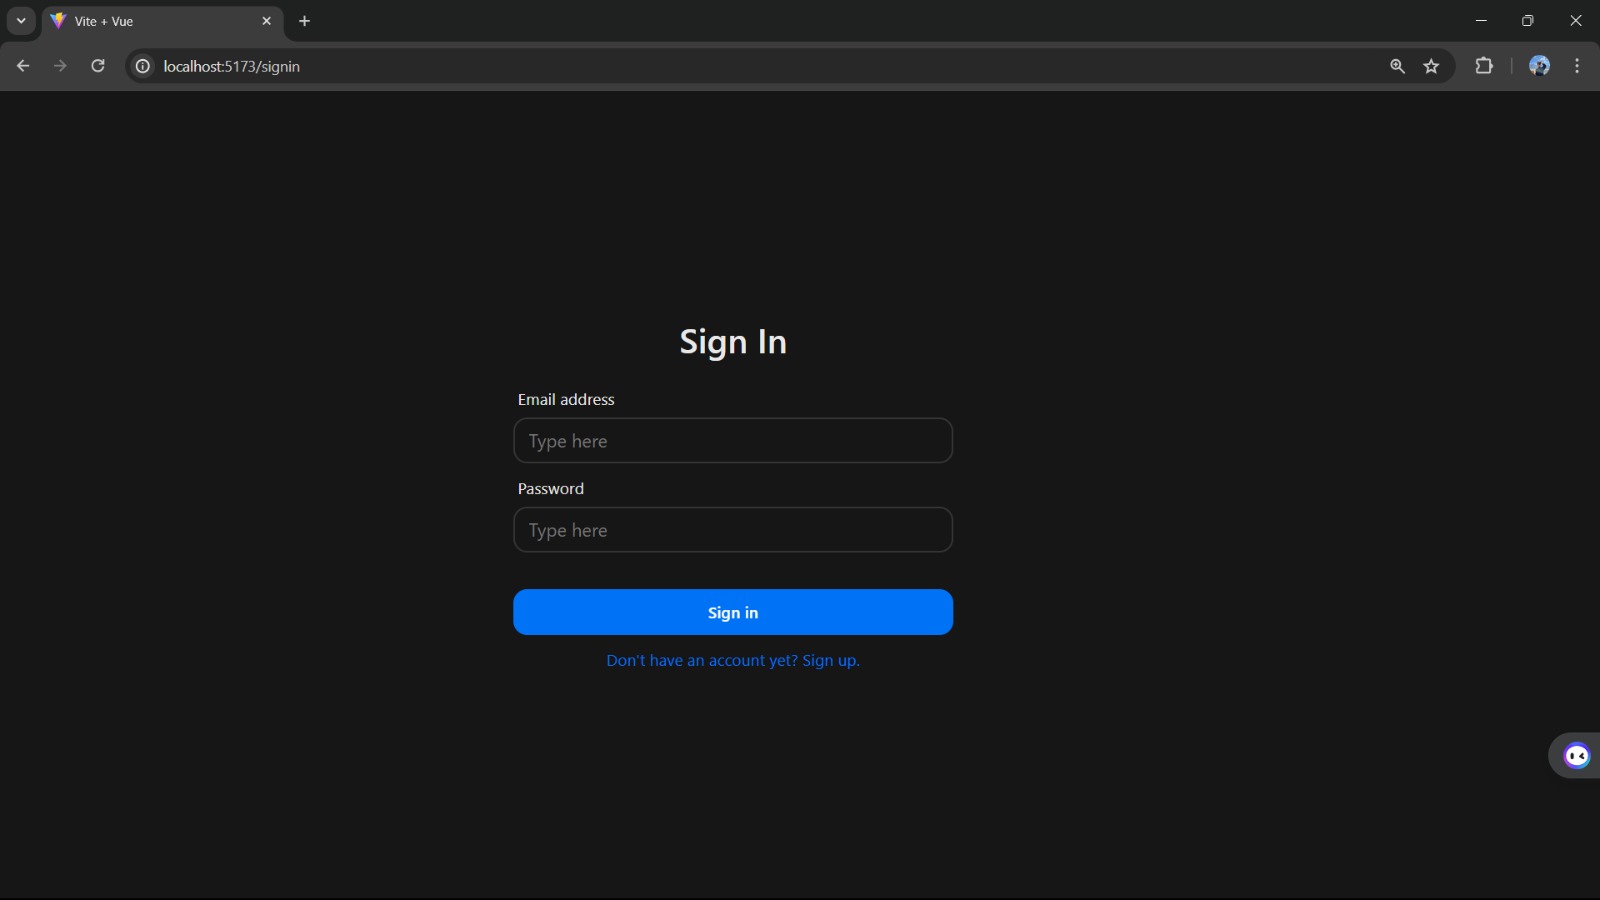 Vite + Vue
localhost:5173/signin
Sign In
Email address
Type here
Password
Type here
Sign in
Don't have an account yet? Sign up.